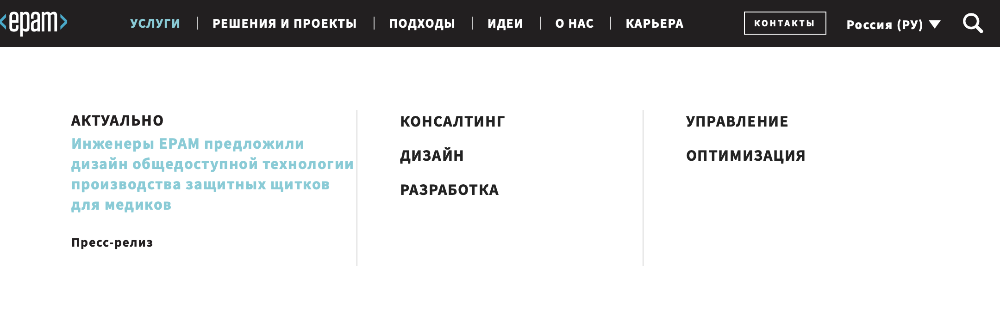 <epam>
УСЛУГИ
РЕШЕНИЯ И ПРОЕКТЫ
ПОДХОДЫ
ИДЕИ
О НАС
КАРЬЕРА
КОНТАКТЫ
Россия (РУ)
АКТУАЛЬНО
Инженеры EPAM предложили
дизайн общедоступной технологии
производства защитных щитков
для медиков
Пресс-релиз
КОНСАЛТИНГ
ДИЗАЙН
РАЗРАБОТКА
УПРАВЛЕНИЕ
ОПТИМИЗАЦИЯ